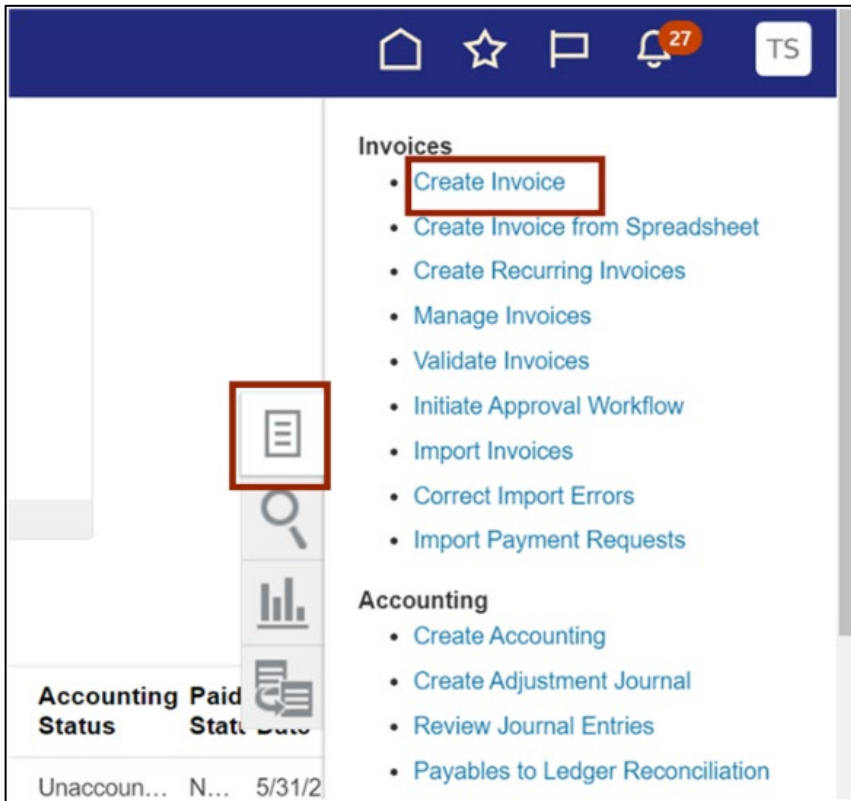 27
TS
Invoices
Create Invoice
Create Invoice from Spreadsheet
Create Recurring Invoices
Manage Invoices
Validate Invoices
Initiate Approval Workflow
Import Invoices
Correct Import Errors
Import Payment Requests
Accounting
Create Accounting
Create Adjustment Journal
Review Journal Entries
Payables to Ledger Reconciliation
Accounting Paid
Status Stat Date
Unaccoun... N... 5/31/2